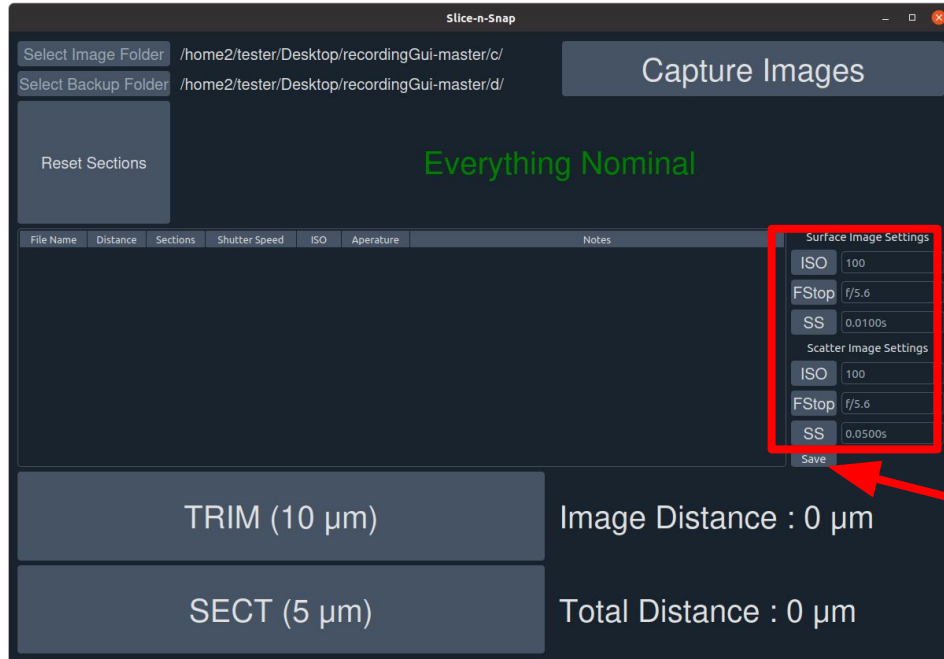 Slice-n-Snap
Select Image Folder /home2/tester/Desktop/recordingGui-master/c/
Capture Images
Select Backup Folder /home2/tester/Desktop/recordingGui-master/d/
Reset Sections
Everything Nominal
File Name Distance Sections Shutter Speed ISO Aperature Notes
Surface Image Settings
ISO 100
FStop f/5.6
SS 0.0100s
Scatter Image Settings
ISO 100
FStop f/5.6
SS 0.0500s
Save
TRIM (10 µm)
Image Distance : 0 µm
SECT (5 µm)
Total Distance : 0 µm